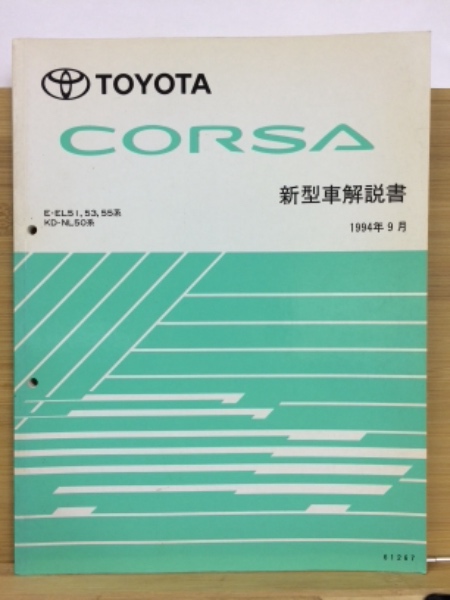 TOYOTA
CORSA
新型車解説書
E-EL51, 53, 55系
KD-NL50系
1994年 9 月
61267